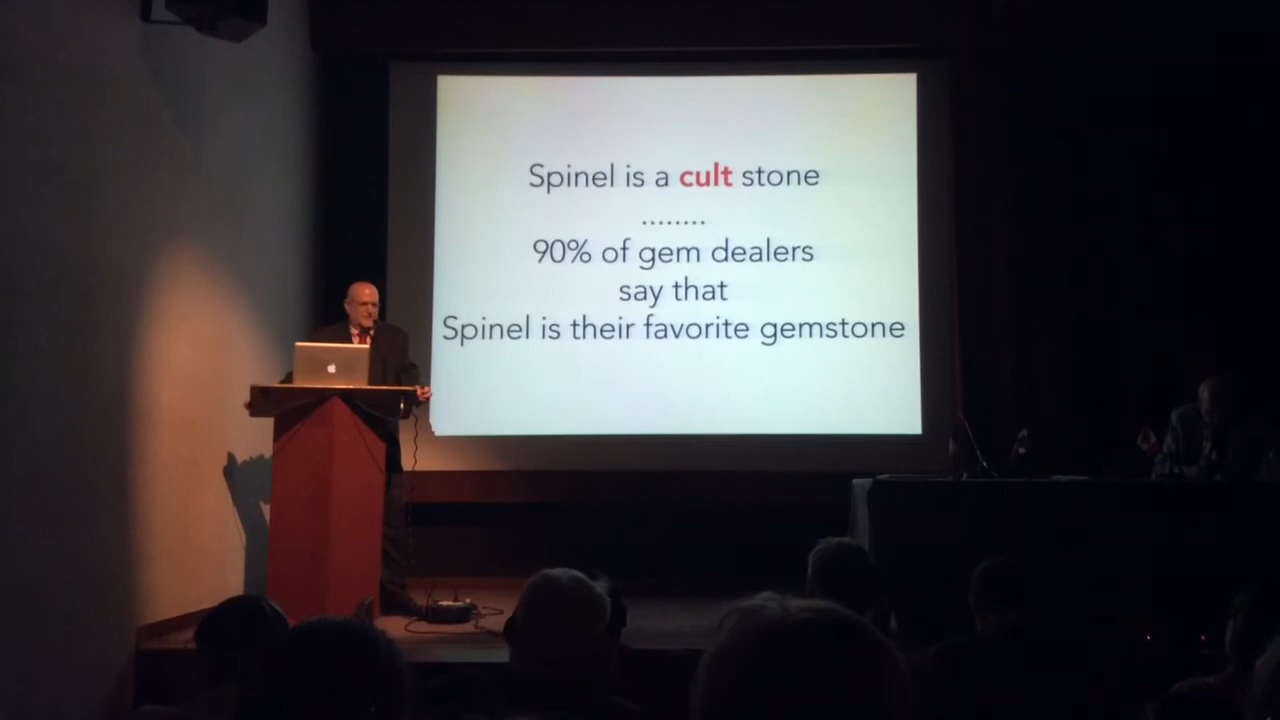 Spinel is a cult stone
........
90% of gem dealers
say that
Spinel is their favorite gemstone